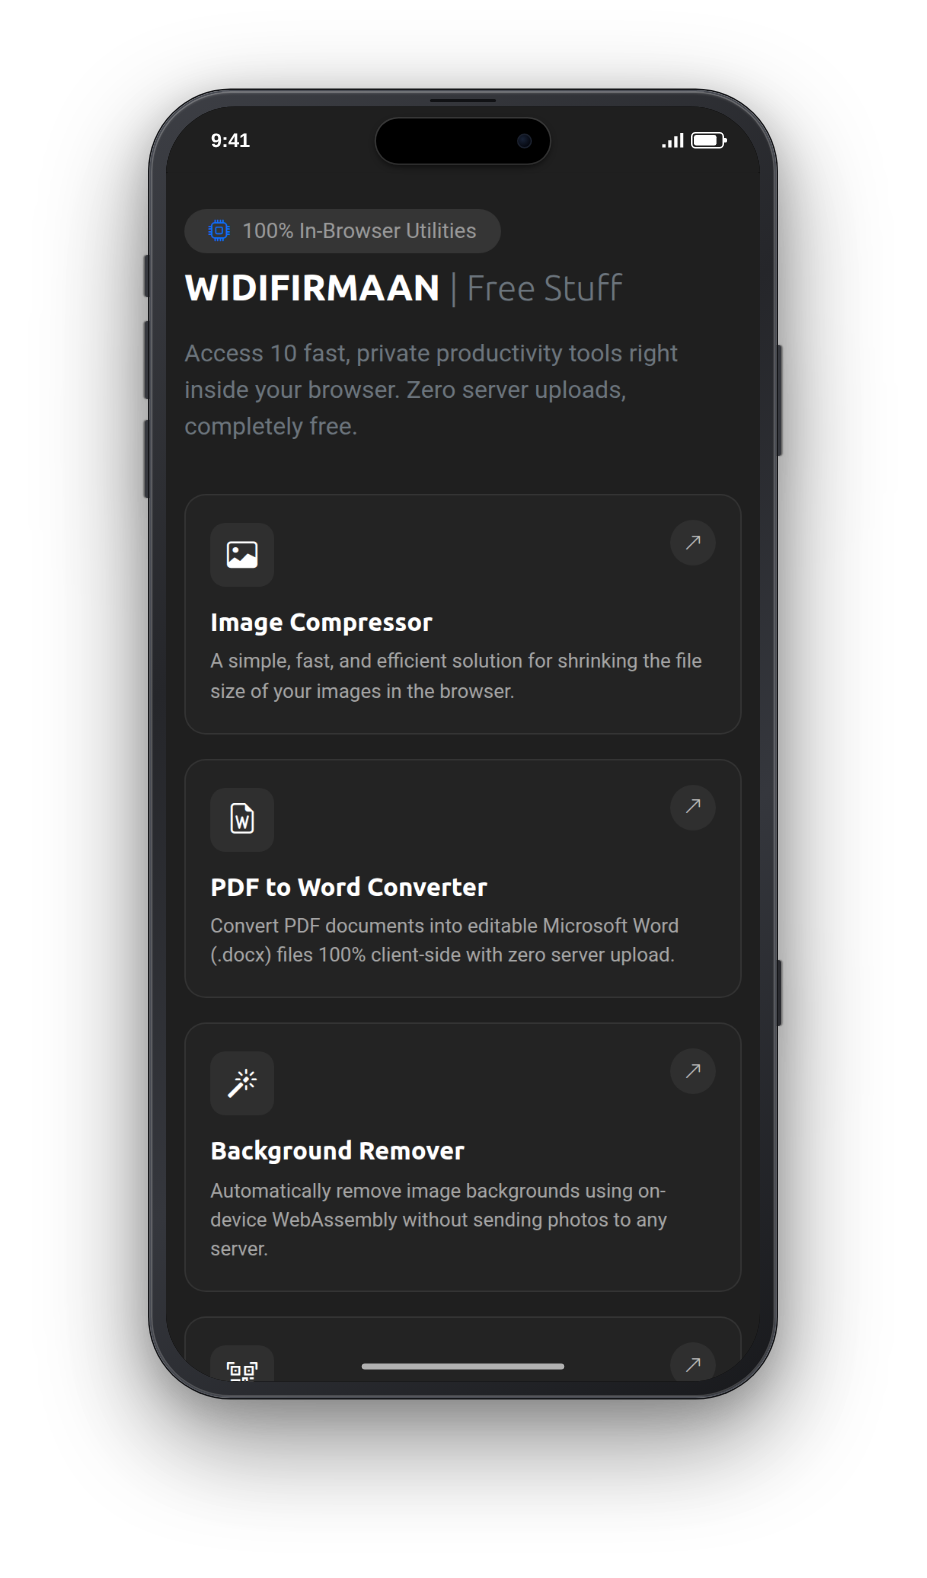 9:41
100% In-Browser Utilities
WIDIFIRMAAN | Free Stuff
Access 10 fast, private productivity tools right
inside your browser. Zero server uploads,
completely free.
Image Compressor
A simple, fast, and efficient solution for shrinking the file
size of your images in the browser.
PDF to Word Converter
Convert PDF documents into editable Microsoft Word
(.docx) files 100% client-side with zero server upload.
Background Remover
Automatically remove image backgrounds using on-
device WebAssembly without sending photos to any
server.